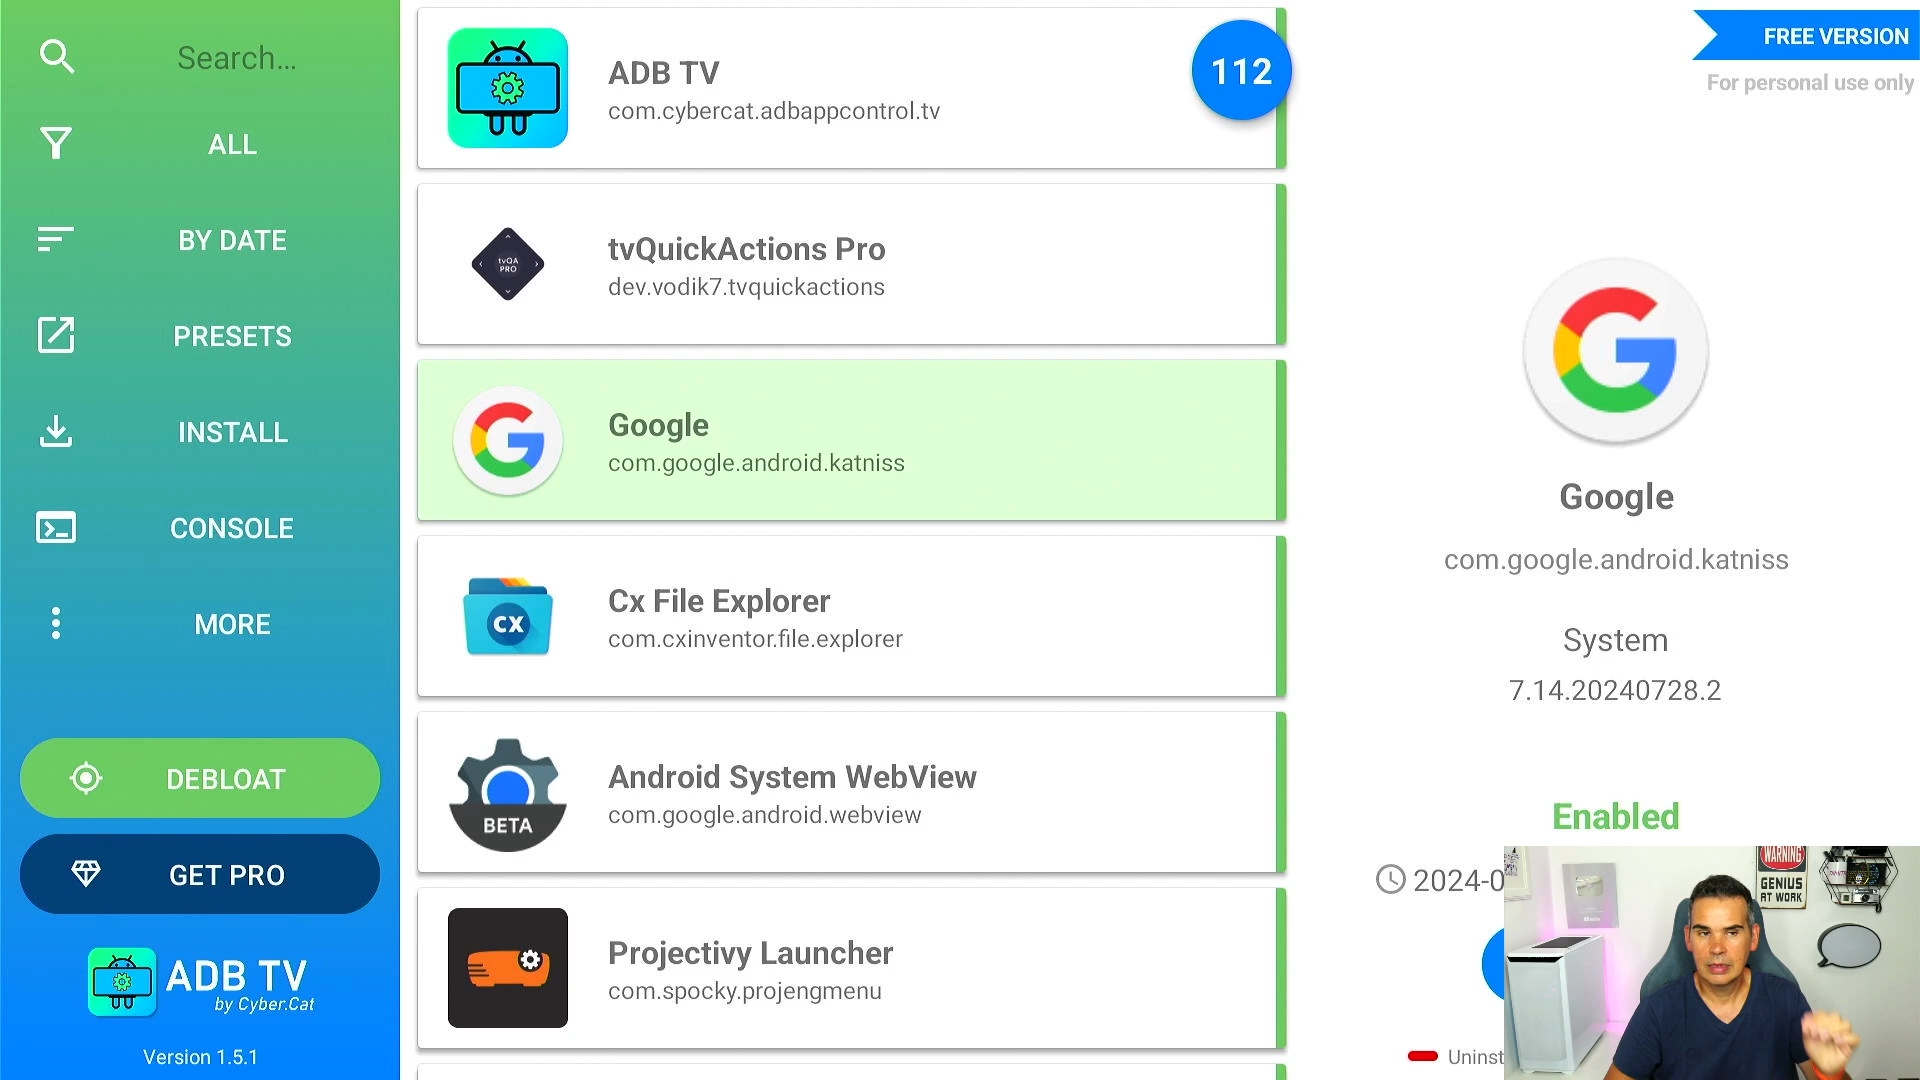 Search...
ALL
BY DATE
PRESETS
INSTALL
CONSOLE
MORE
DEBLOAT
GET PRO
ADB TV
by Cyber.Cat
Version 1.5.1
ADB TV
com.cybercat.adbappcontrol.tv
112
tvQA
PRO
tvQuickActions Pro
dev.vodik7.tvquickactions
Google
com.google.android.katniss
CX
Cx File Explorer
com.cxinventor.file.explorer
BETA
Android System WebView
com.google.android.webview
Projectivy Launcher
com.spocky.projengmenu
FREE VERSION
For personal use only
Google
com.google.android.katniss
System
7.14.20240728.2
Enabled
2024-0
Uninst
WARNING
GENIUS
AT WORK